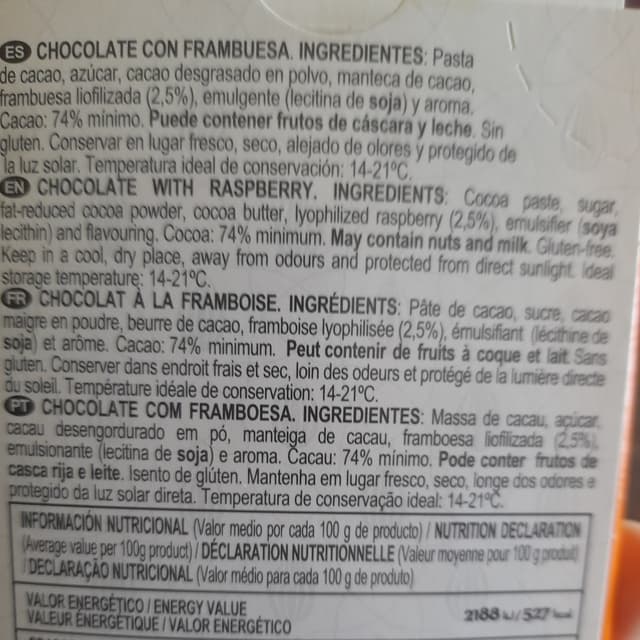 ES CHOCOLATE CON FRAMBUESA. INGREDIENTES: Pasta
de cacao, azúcar, cacao desgrasado en polvo, manteca de cacao,
frambuesa liofilizada (2,5%), emulgente (lecitina de soja) y aroma.
Cacao: 74% mínimo. Puede contener frutos de cáscara y leche. Sin
gluten. Conservar en lugar fresco, seco, alejado de olores y protegido de
la luz solar. Temperatura ideal de conservación: 14-21ºC.
EN CHOCOLATE WITH RASPBERRY. INGREDIENTS: Cocoa paste, sugar,
fat-reduced cocoa powder, cocoa butter, lyophilized raspberry (2,5%), emulsifier (soya
lecithin) and flavouring. Cocoa: 74% minimum. May contain nuts and milk. Gluten-free.
Keep in a cool, dry place, away from odours and protected from direct sunlight. Ideal
storage temperature: 14-21ºC.
FR CHOCOLAT À LA FRAMBOISE. INGRÉDIENTS: Pâte de cacao, sucre, cacao
maigre en poudre, beurre de cacao, framboise lyophilisée (2,5%), émulsifiant (lécithine de
soja) et arôme. Cacao: 74% minimum. Peut contenir de fruits à coque et lait. Sans
gluten. Conserver dans endroit frais et sec, loin des odeurs et protégé de la lumière directe
du soleil. Température idéale de conservation: 14-21ºC.
PT CHOCOLATE COM FRAMBOESA. INGREDIENTES: Massa de cacau, açúcar,
cacau desengordurado em pó, manteiga de cacau, framboesa liofilizada (2,5%),
emulsionante (lecitina de soja) e aroma. Cacau: 74% mínimo. Pode conter frutos de
casca rija e leite. Isento de glúten. Mantenha em lugar fresco, seco, longe dos odores e
protegido da luz solar direta. Temperatura de conservação ideal: 14-21ºC.
INFORMACIÓN NUTRICIONAL (Valor medio por cada 100 g de producto) / NUTRITION DECLARATION
(Average value per 100g product) / DÉCLARATION NUTRITIONNELLE (Valeur moyenne pour 100 g produit)
/ DECLARAÇÃO NUTRICIONAL (Valor médio para cada 100 g de produto)
VALOR ENERGÉTICO / ENERGY VALUE
VALEUR ÉNERGÉTIQUE / VALOR ENERGÉTICO
2188 kJ/527 kcal